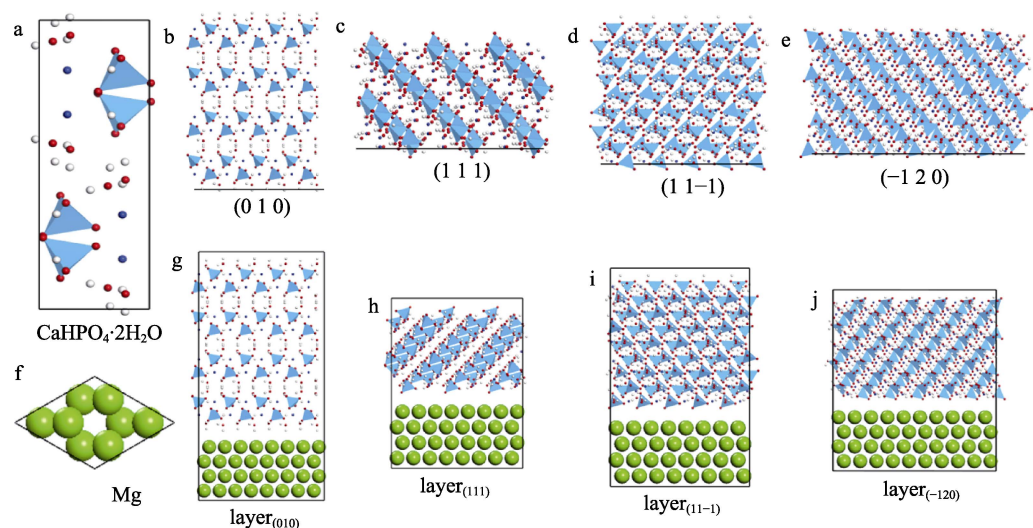 a
b
c
d
e
(0 1 0)
(1 1 1)
(1 1−1)
(−1 2 0)
CaHPO₄·2H₂O
f
Mg
g
h
i
j
layer₍₀₁₀₎
layer₍₁₁₁₎
layer₍₁₁₋₁₎
layer₍₋₁₂₀₎